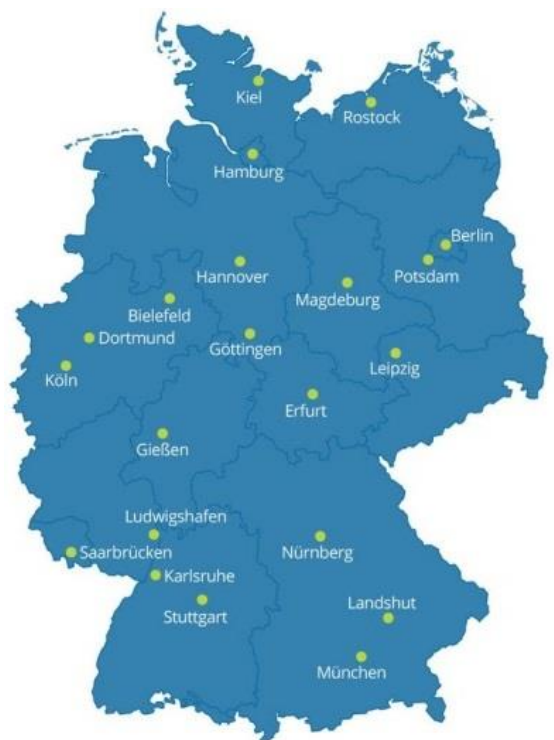 Kiel
Rostock
Hamburg
Berlin
Hannover
Potsdam
Magdeburg
Bielefeld
Dortmund
Göttingen
Leipzig
Köln
Erfurt
Gießen
Ludwigshafen
Saarbrücken
Nürnberg
Karlsruhe
Landshut
Stuttgart
München